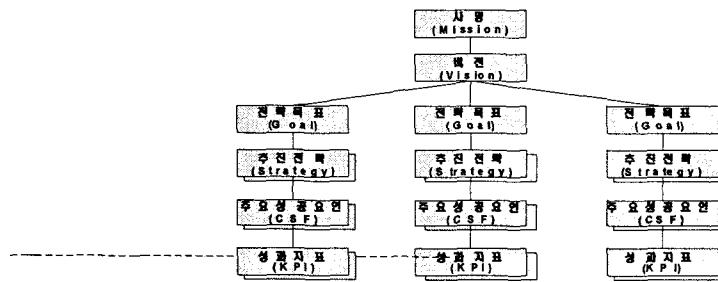 사 명
(Mission)
비 전
(Vision)
전략목표
(Goal)
전략목표
(Goal)
전략목표
(Goal)
추진전략
(Strategy)
추진전략
(Strategy)
추진전략
(Strategy)
주요성공요인
(CSF)
주요성공요인
(CSF)
주요성공요인
(CSF)
성과지표
(KPI)
성과지표
(KPI)
성과지표
(KPI)